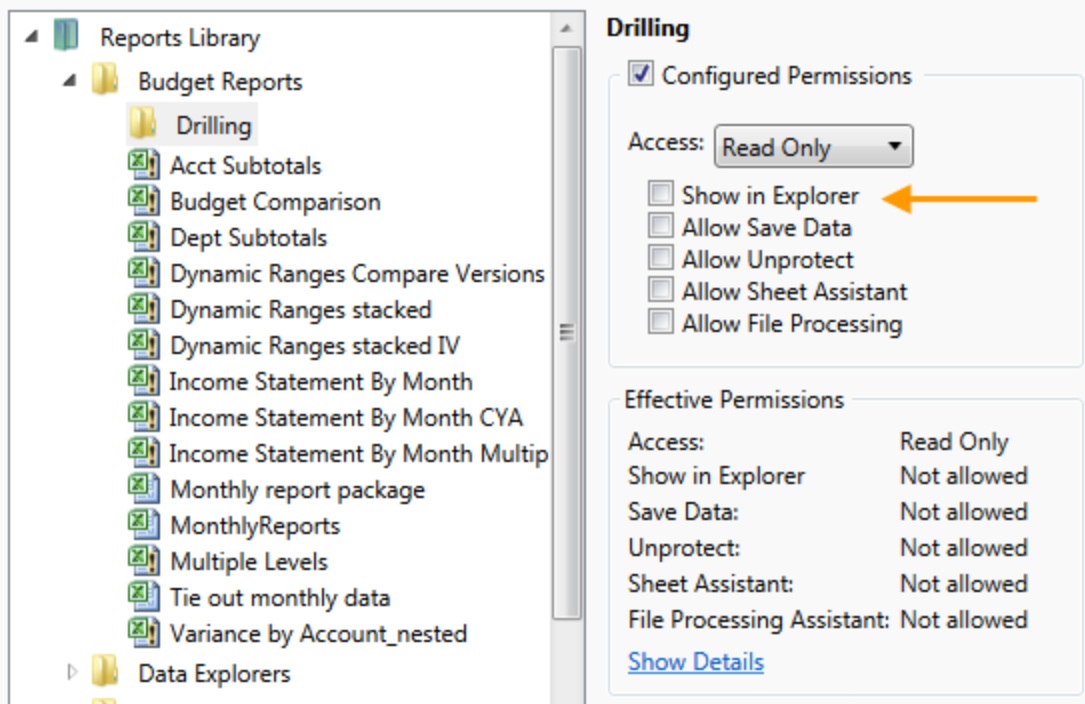 Reports Library
Budget Reports
Drilling
Acct Subtotals
Budget Comparison
Dept Subtotals
Dynamic Ranges Compare Versions
Dynamic Ranges stacked
Dynamic Ranges stacked IV
Income Statement By Month
Income Statement By Month CYA
Income Statement By Month Multip
Monthly report package
MonthlyReports
Multiple Levels
Tie out monthly data
Variance by Account_nested
Data Explorers
Drilling
Configured Permissions
Access: Read Only
Show in Explorer
Allow Save Data
Allow Unprotect
Allow Sheet Assistant
Allow File Processing
Effective Permissions
Access: Read Only
Show in Explorer Not allowed
Save Data: Not allowed
Unprotect: Not allowed
Sheet Assistant: Not allowed
File Processing Assistant: Not allowed
Show Details